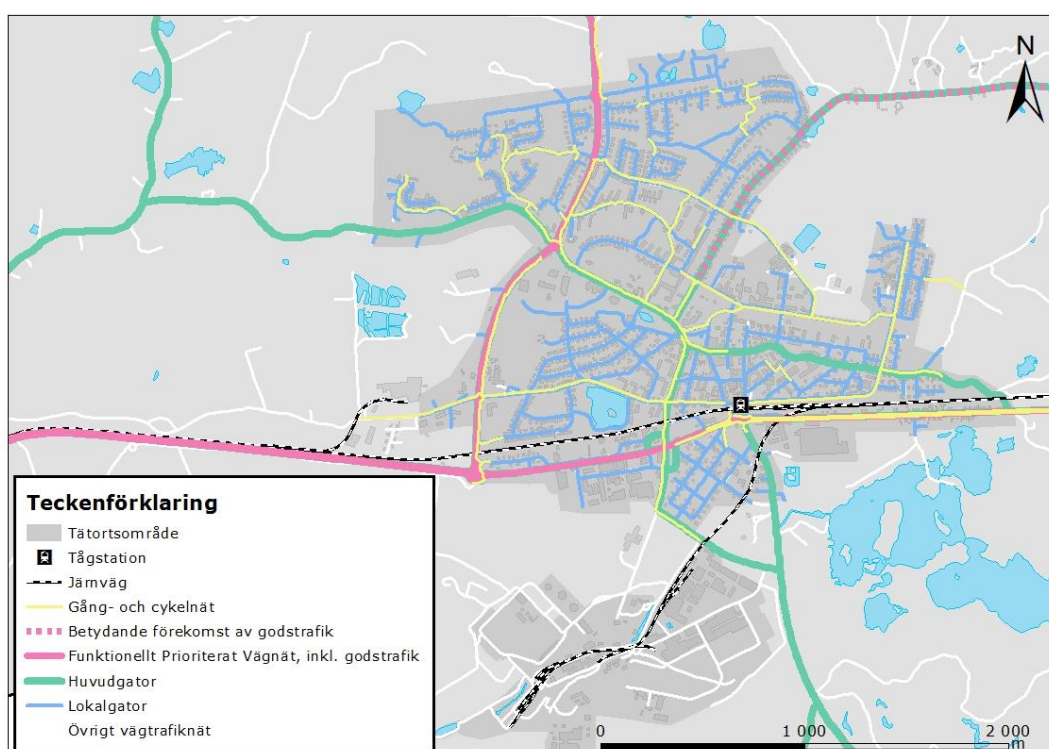 N
Teckenförklaring
Tätortsområde
Tågstation
Järnväg
Gång- och cykelnät
Betydande förekomst av godstrafik
Funktionellt Prioriterat Vägnät, inkl. godstrafik
Huvudgator
Lokalgator
Övrigt vägtrafiknät
0 1 000 2 000
m